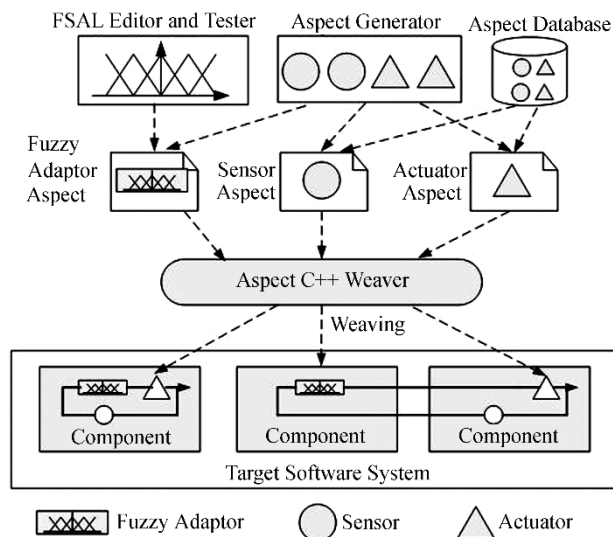 FSAL Editor and Tester
Aspect Generator
Aspect Database
Fuzzy
Adaptor
Aspect
Sensor
Aspect
Actuator
Aspect
Aspect C++ Weaver
Weaving
Component
Component
Component
Target Software System
Fuzzy Adaptor
Sensor
Actuator